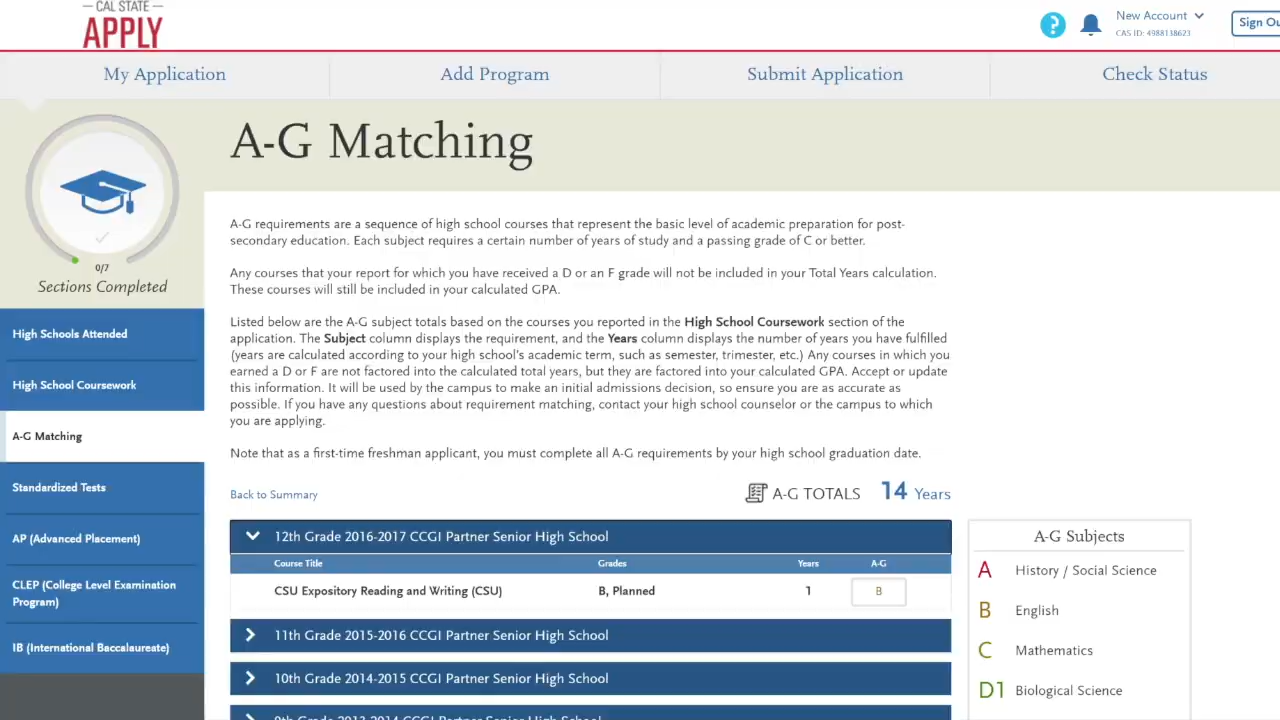 CAL STATE
APPLY
New Account
CAS ID: 4988138623
Sign Ou
My Application
Add Program
Submit Application
Check Status
0/7
Sections Completed
High Schools Attended
High School Coursework
A-G Matching
Standardized Tests
AP (Advanced Placement)
CLEP (College Level Examination
Program)
IB (International Baccalaureate)
A-G Matching
A-G requirements are a sequence of high school courses that represent the basic level of academic preparation for post-
secondary education. Each subject requires a certain number of years of study and a passing grade of C or better.
Any courses that your report for which you have received a D or an F grade will not be included in your Total Years calculation.
These courses will still be included in your calculated GPA.
Listed below are the A-G subject totals based on the courses you reported in the High School Coursework section of the
application. The Subject column displays the requirement, and the Years column displays the number of years you have fulfilled
(years are calculated according to your high school's academic term, such as semester, trimester, etc.) Any courses in which you
earned a D or F are not factored into the calculated total years, but they are factored into your calculated GPA. Accept or update
this information. It will be used by the campus to make an initial admissions decision, so ensure you are as accurate as
possible. If you have any questions about requirement matching, contact your high school counselor or the campus to which
you are applying.
Note that as a first-time freshman applicant, you must complete all A-G requirements by your high school graduation date.
Back to Summary
A-G TOTALS 14 Years
12th Grade 2016-2017 CCGI Partner Senior High School
Course Title Grades Years A-G
CSU Expository Reading and Writing (CSU) B, Planned 1 B
11th Grade 2015-2016 CCGI Partner Senior High School
10th Grade 2014-2015 CCGI Partner Senior High School
9th Grade 2013-2014 CCGI Partner Senior High School
A-G Subjects
A History / Social Science
B English
C Mathematics
D1 Biological Science